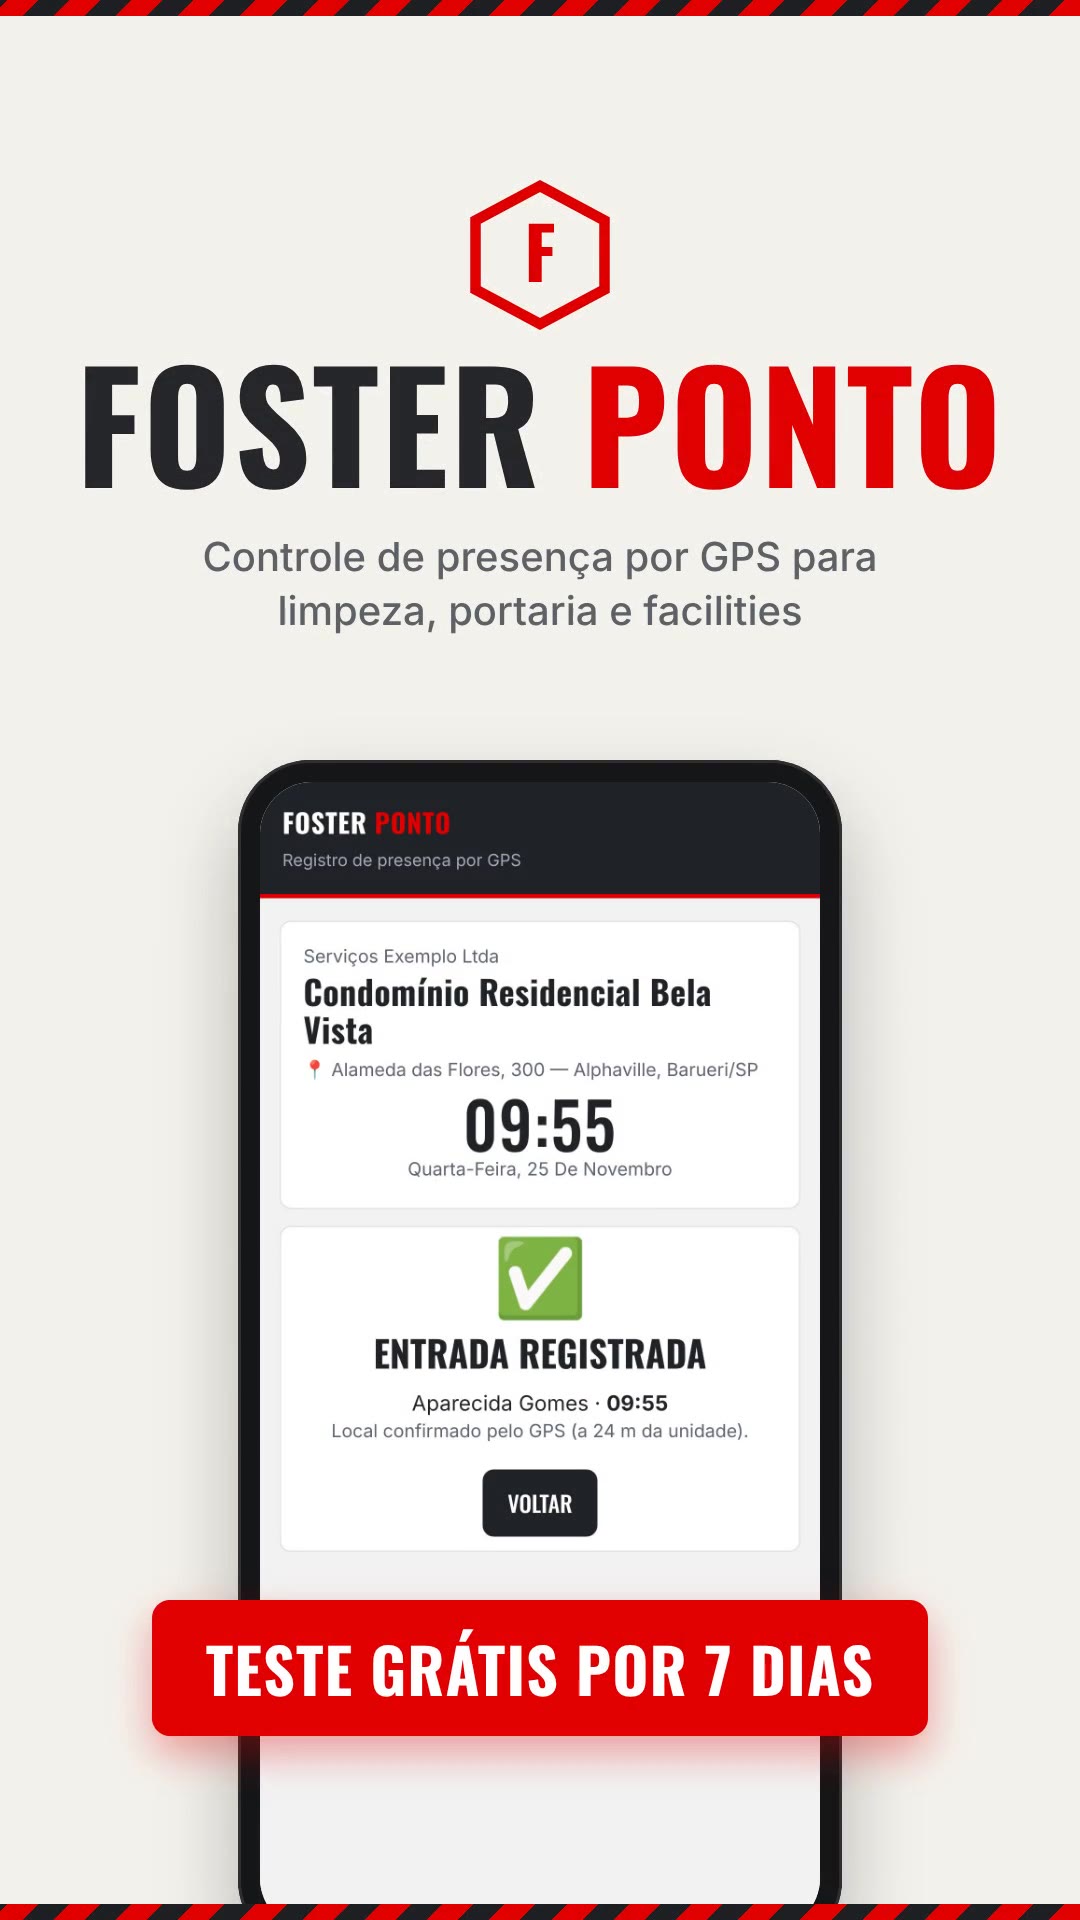 F
FOSTER PONTO
Controle de presença por GPS para
limpeza, portaria e facilities
FOSTER PONTO
Registro de presença por GPS
Serviços Exemplo Ltda
Condomínio Residencial Bela
Vista
Alameda das Flores, 300 — Alphaville, Barueri/SP
09:55
Quarta-Feira, 25 De Novembro
ENTRADA REGISTRADA
Aparecida Gomes · 09:55
Local confirmado pelo GPS (a 24 m da unidade).
VOLTAR
TESTE GRÁTIS POR 7 DIAS